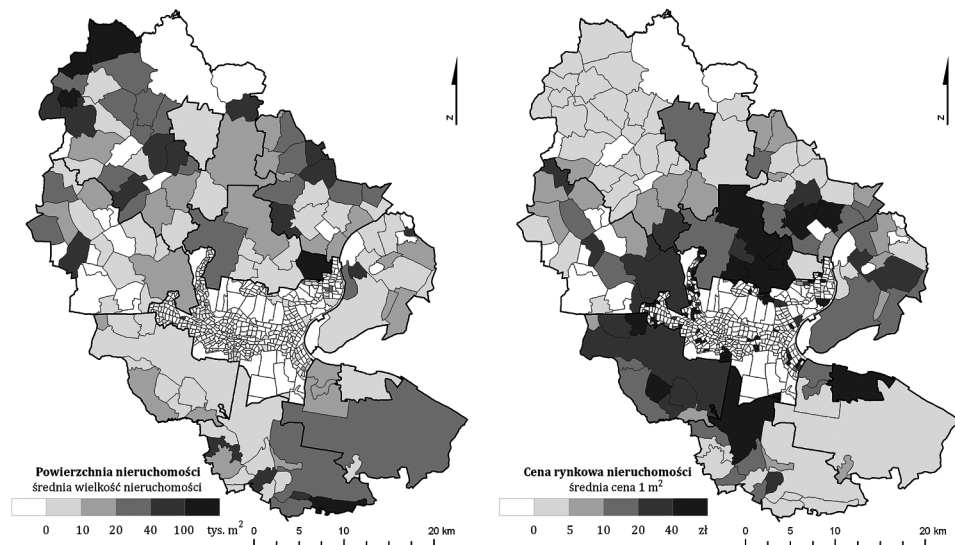 N
Powierzchnia nieruchomości
średnia wielkość nieruchomości
0 10 20 40 100 tys. m²
0 5 10 20 km
N
Cena rynkowa nieruchomości
średnia cena 1 m²
0 5 10 20 40 zł
0 5 10 20 km